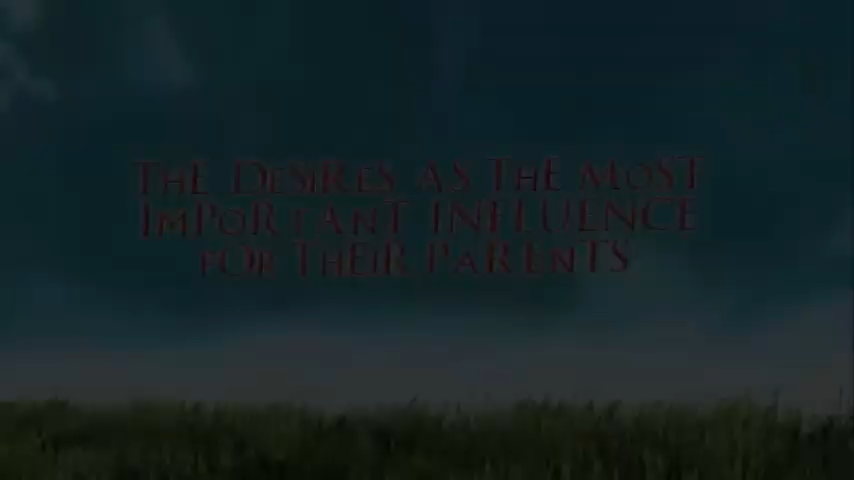 THE DESIRES AS THE MOST
IMPORTANT INFLUENCE
FOR THEIR PARENTS